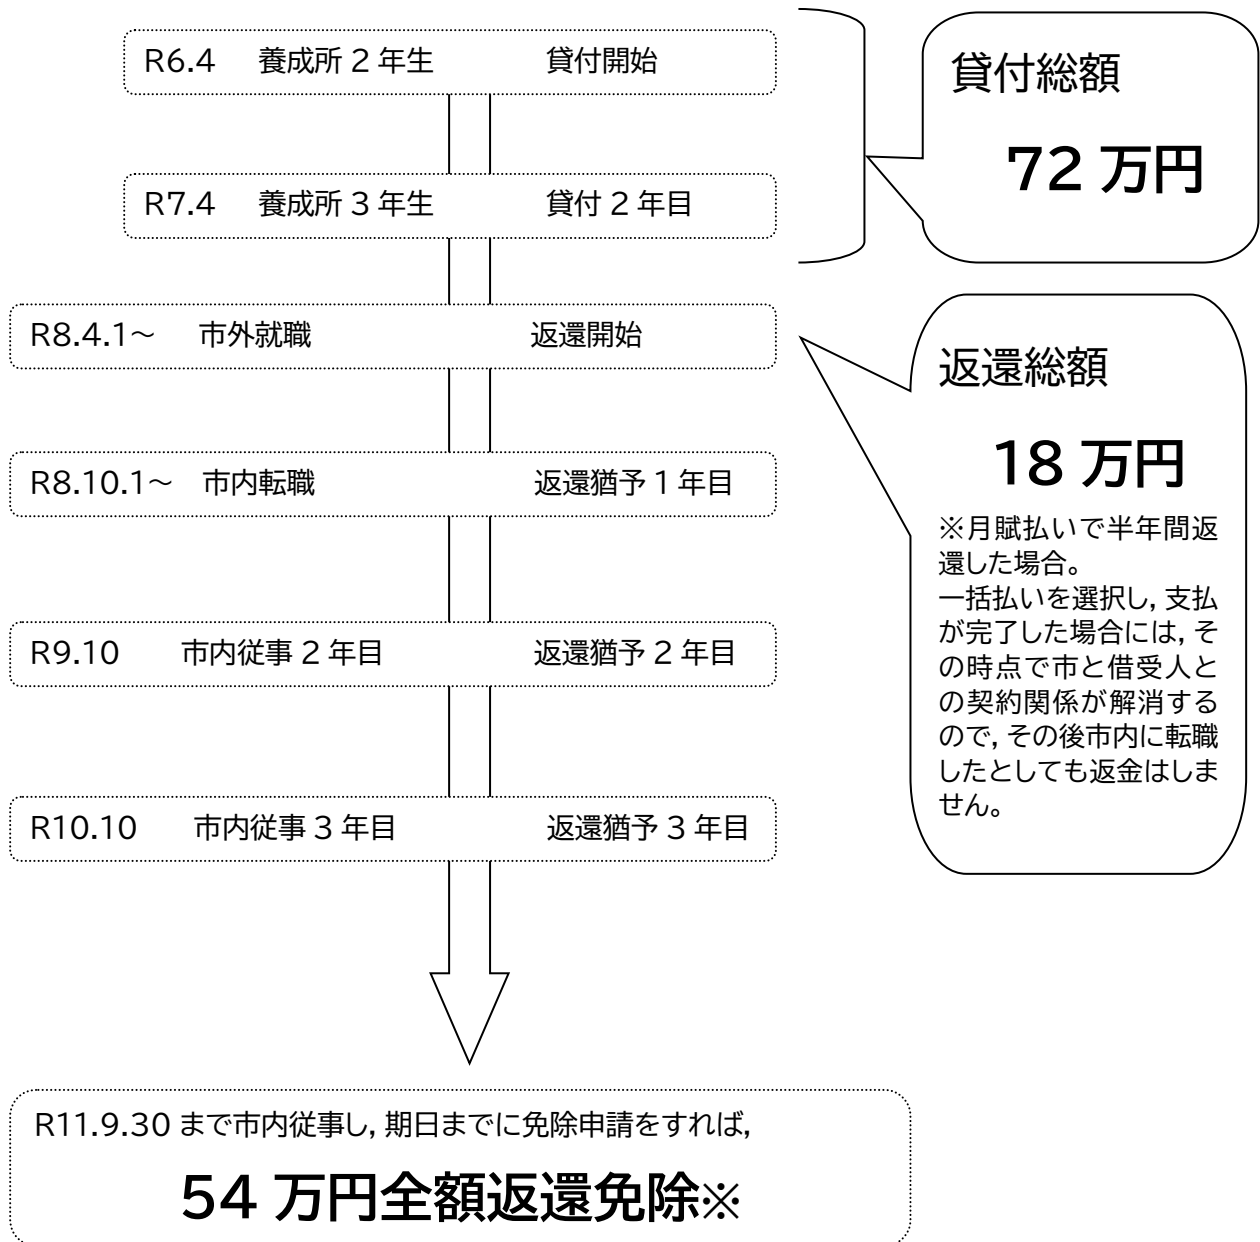 R6.4 養成所 2 年生 貸付開始
R7.4 養成所 3 年生 貸付 2 年目
貸付総額
72 万円
R8.4.1～ 市外就職 返還開始
R8.10.1～ 市内転職 返還猶予 1 年目
R9.10 市内従事 2 年目 返還猶予 2 年目
R10.10 市内従事 3 年目 返還猶予 3 年目
返還総額
18 万円
※月賦払いで半年間返
還した場合。
一括払いを選択し，支払
が完了した場合には，そ
の時点で市と借受人と
の契約関係が解消する
ので，その後市内に転職
したとしても返金はしま
せん。
R11.9.30 まで市内従事し，期日までに免除申請をすれば，
54 万円全額返還免除※